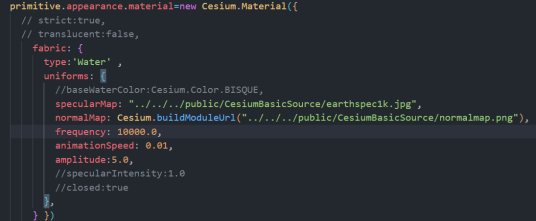 primitive.appearance.material=new Cesium.Material({
// strict:true,
// translucent:false,
fabric: {
type:'Water' ,
uniforms: {
//baseWaterColor:Cesium.Color.BISQUE,
specularMap: "../../../public/CesiumBasicSource/earthspec1k.jpg",
normalMap: Cesium.buildModuleUrl("../../../public/CesiumBasicSource/normalmap.png"),
frequency: 10000.0,
animationSpeed: 0.01,
amplitude:5.0,
//specularIntensity:1.0
//closed:true
},
} })